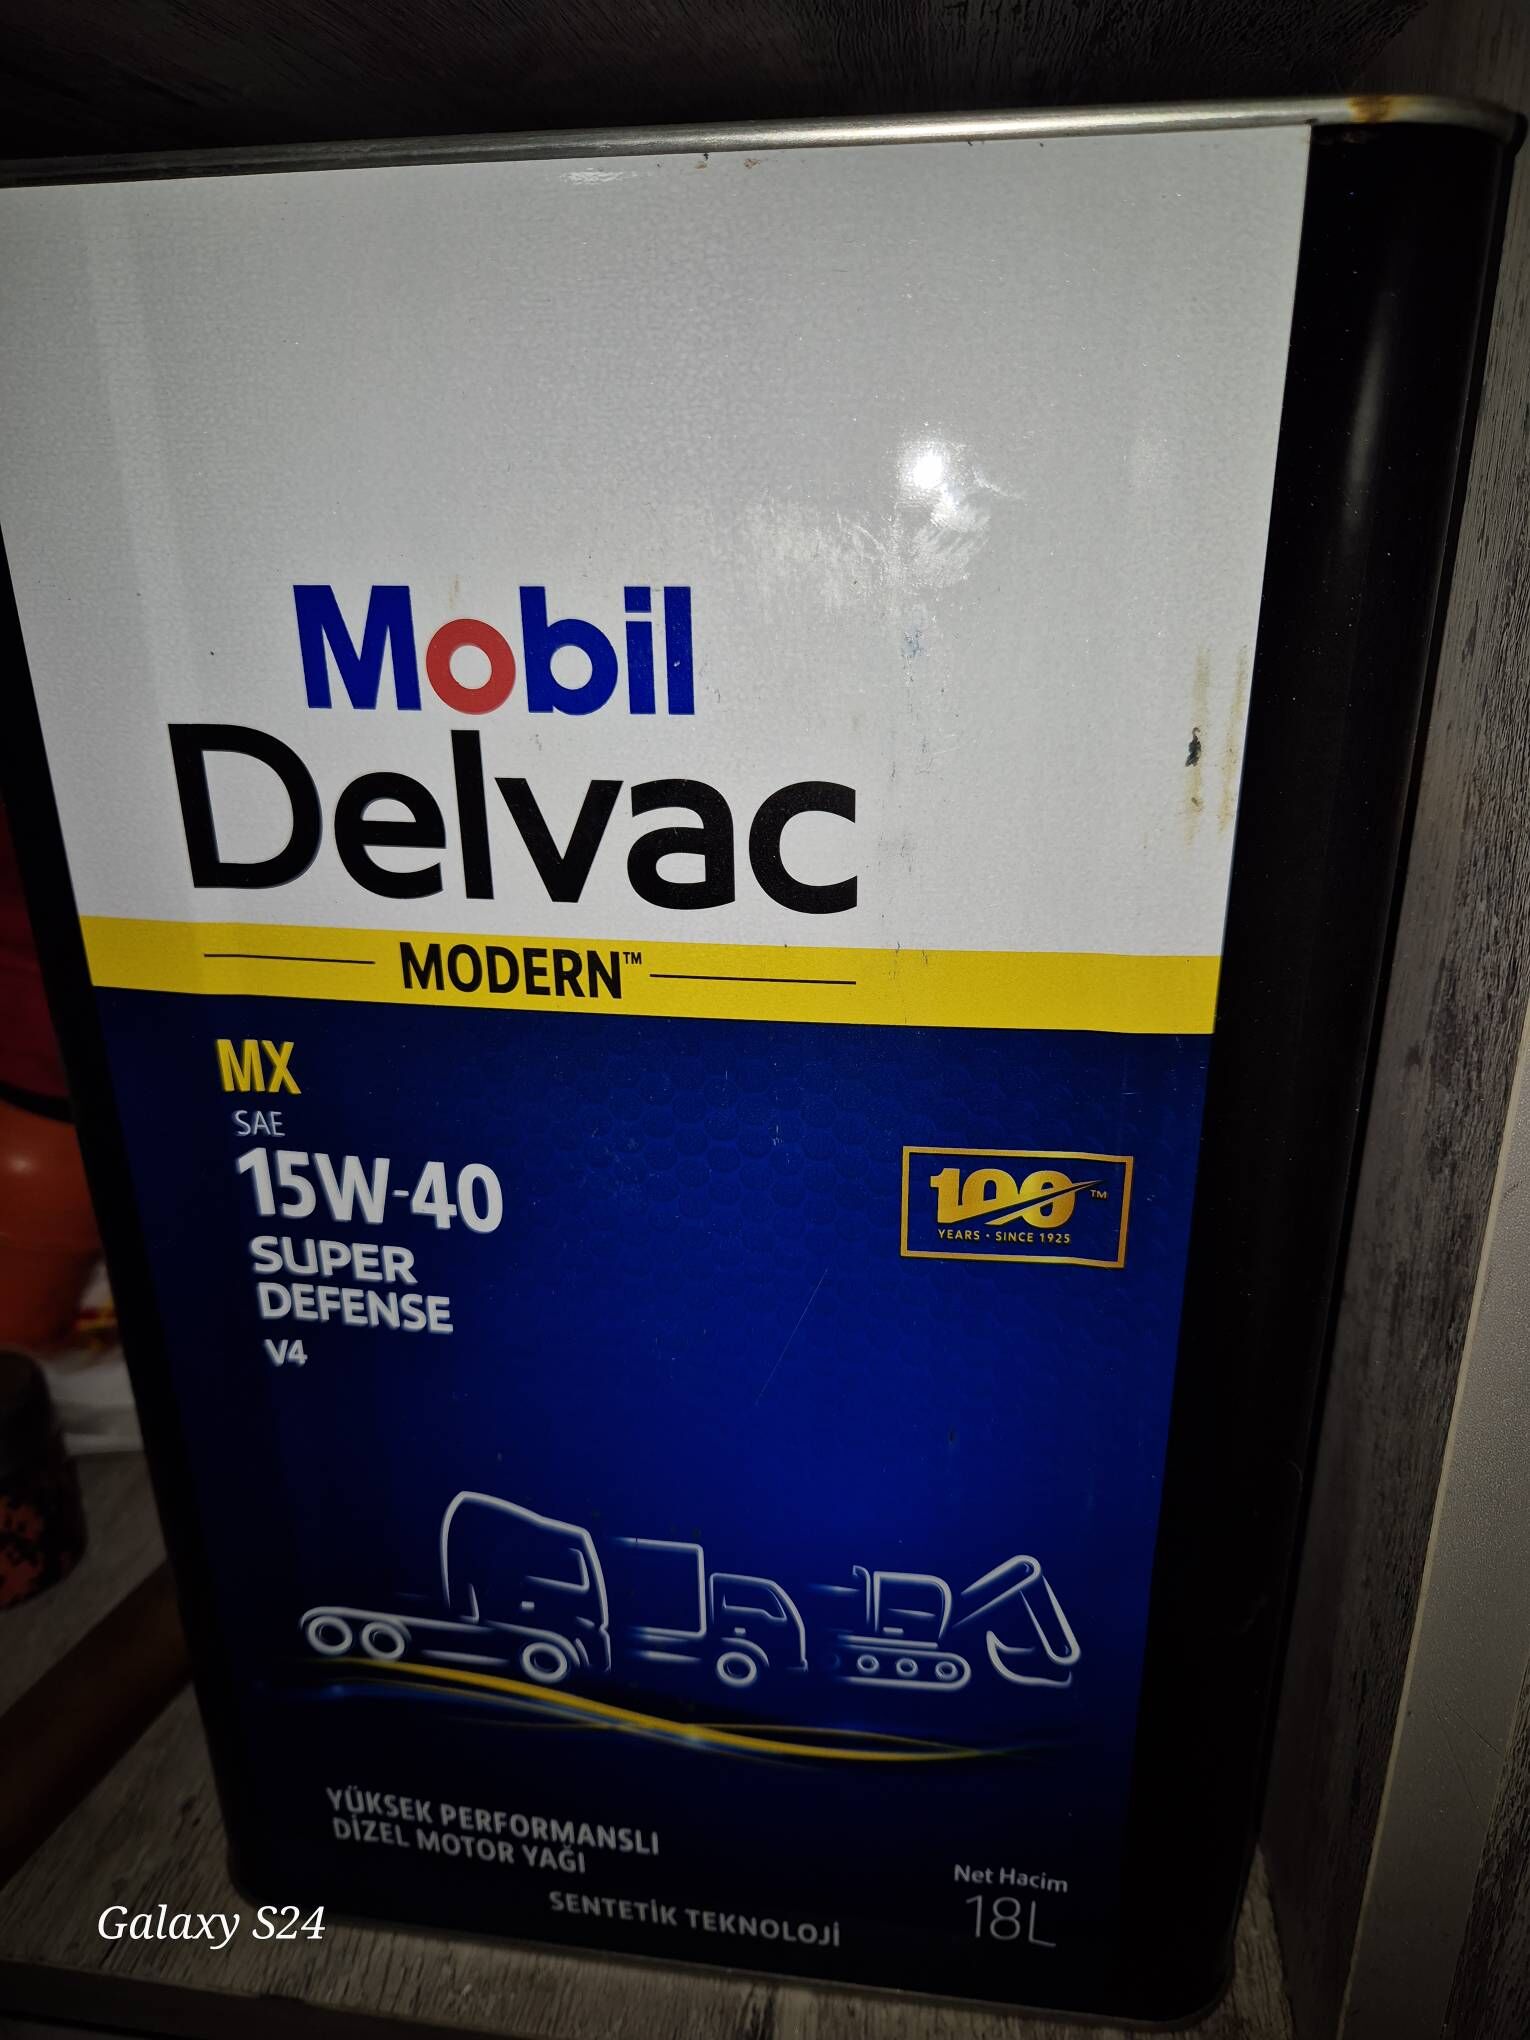 Mobil
Delvac
MODERN™
MX
SAE
15W-40
SUPER
DEFENSE
V4
100™
YEARS · SINCE 1925
YÜKSEK PERFORMANSLI
DİZEL MOTOR YAĞI
SENTETİK TEKNOLOJİ
Net Hacim
18L
Galaxy S24